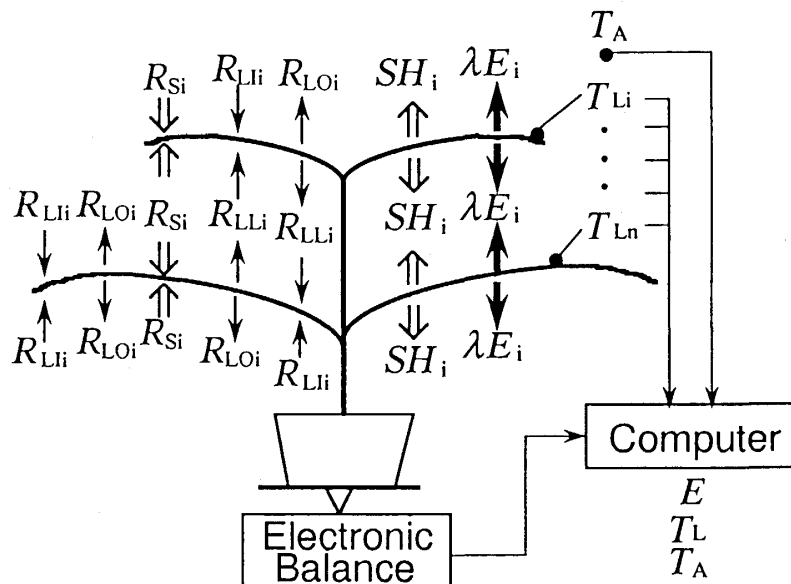 T_A
R_Si R_LIi R_LOi SH_i λE_i
T_Li
R_LIi R_LOi R_Si R_LLi R_LLi SH_i λE_i
T_Ln
R_LIi R_LOi R_Si R_LOi R_LIi SH_i λE_i
Computer
E
T_L
T_A
Electronic
Balance